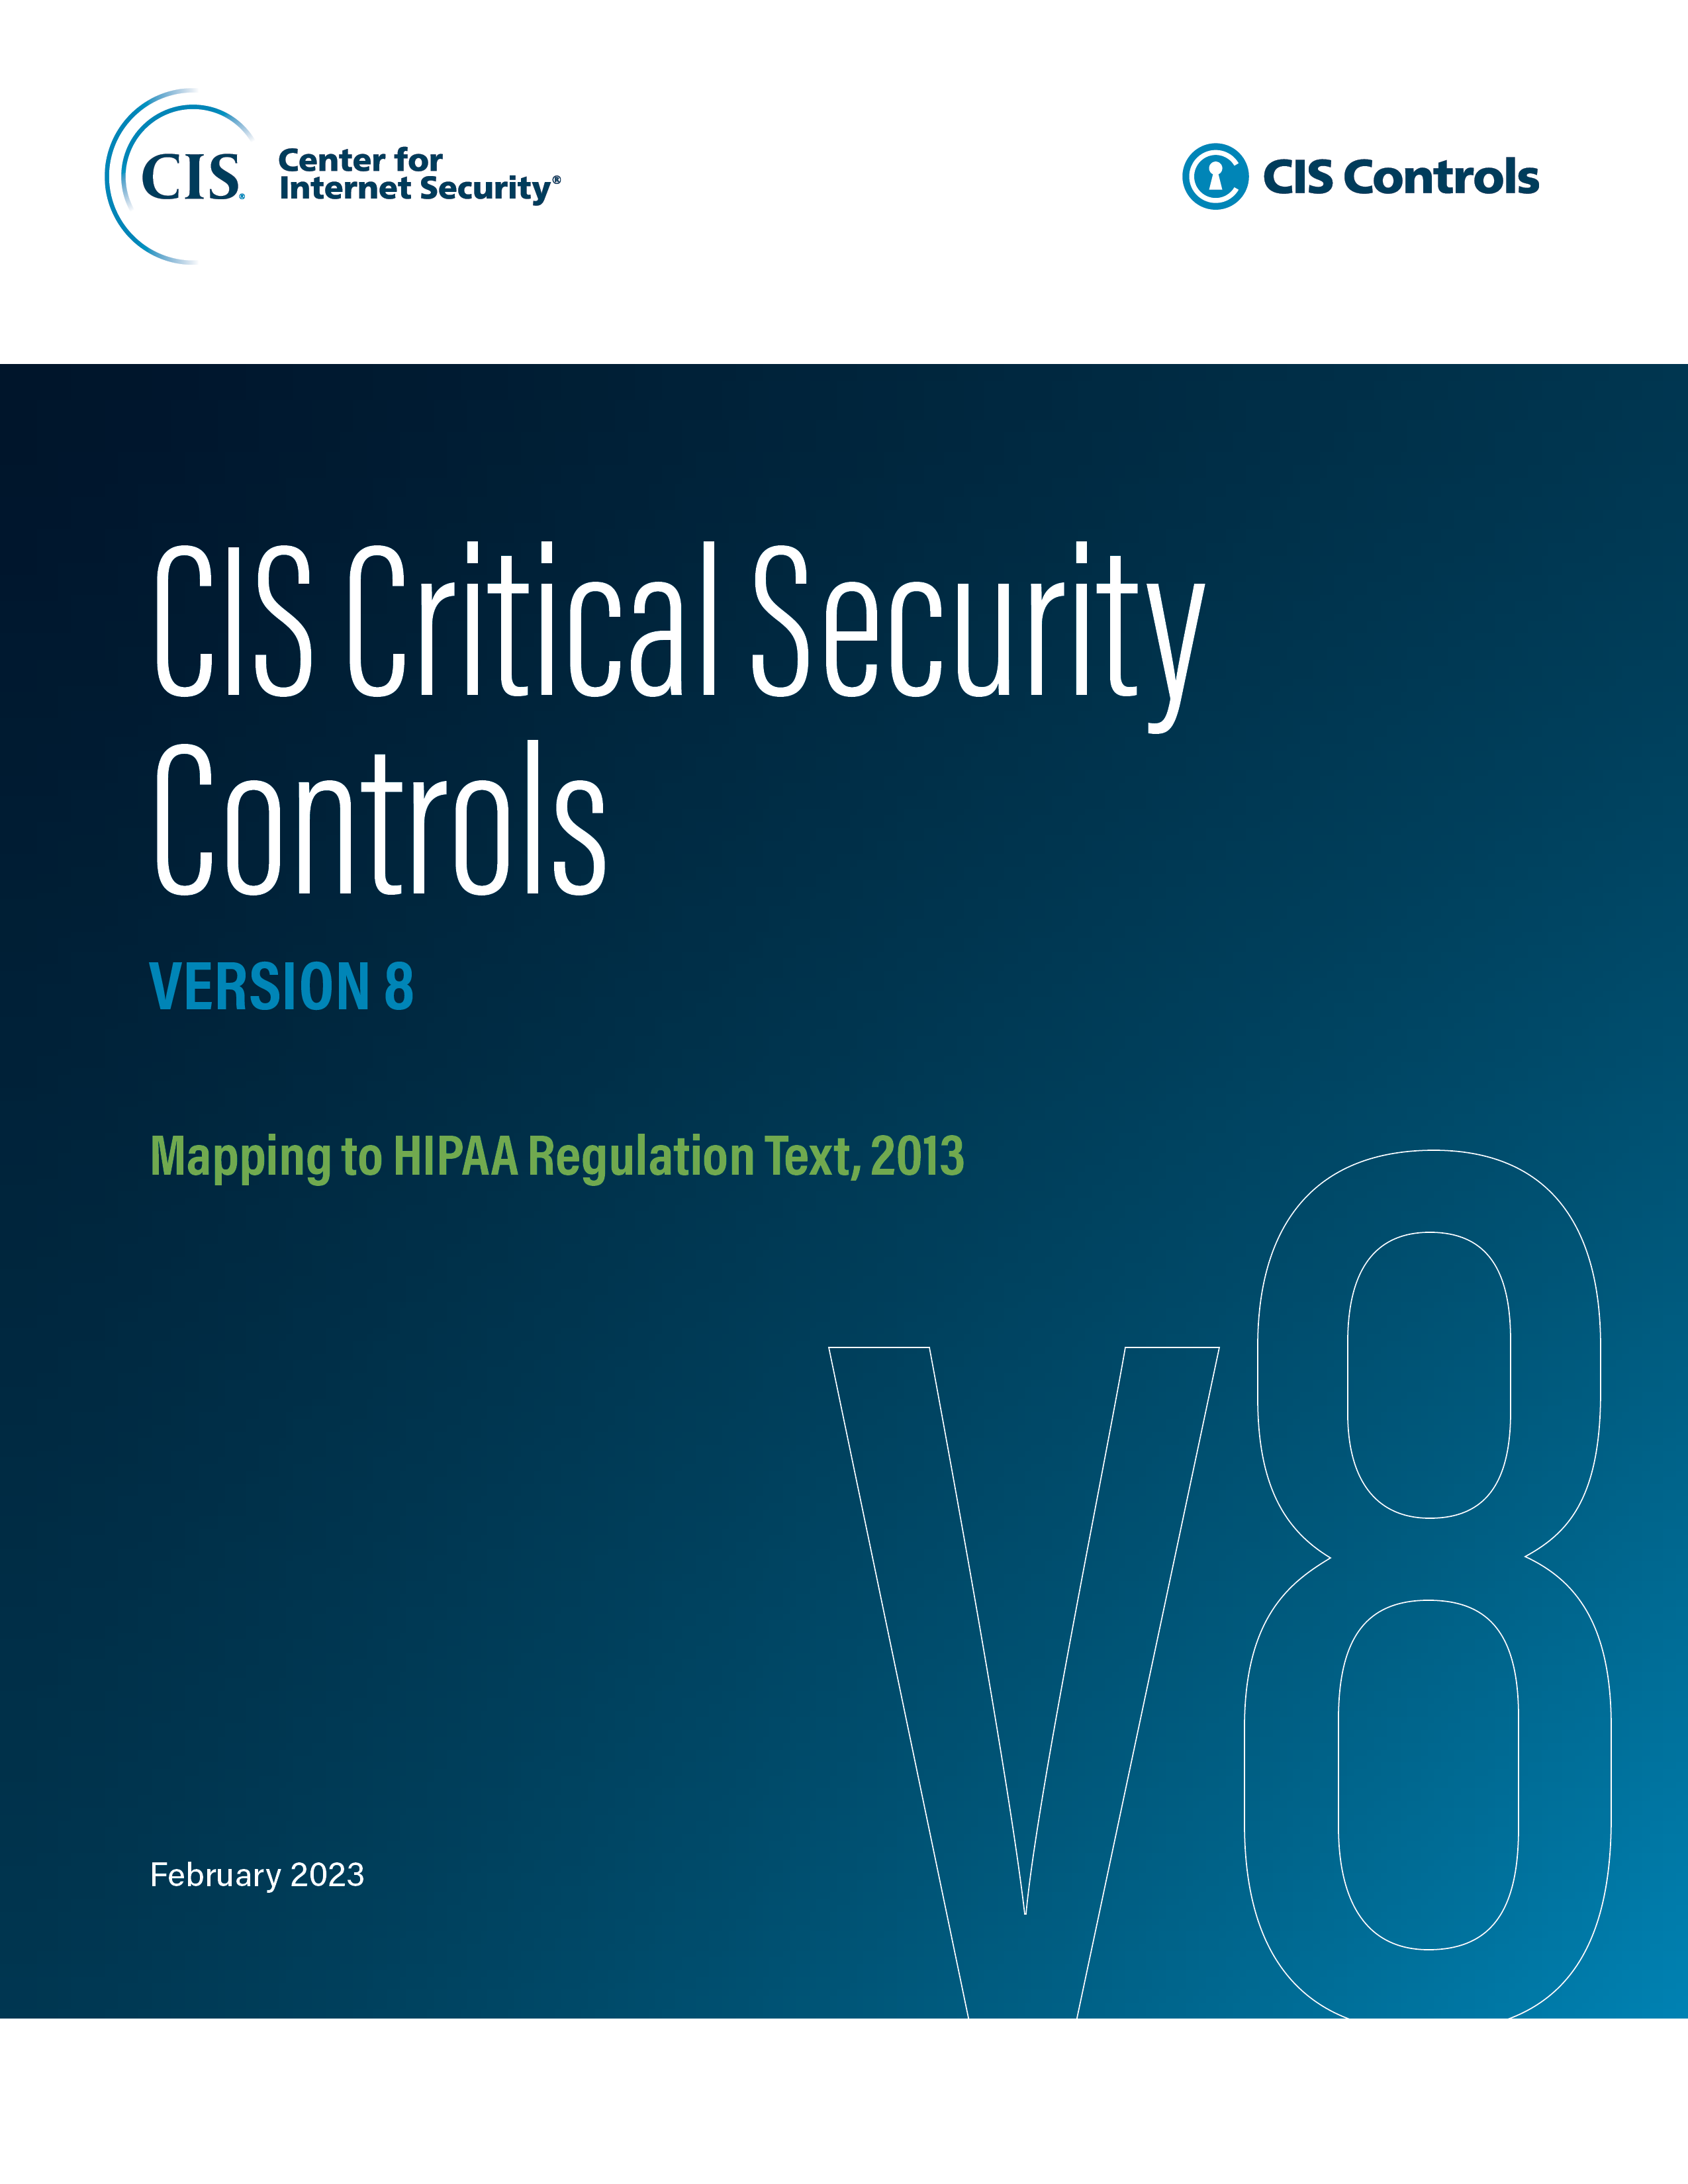 CIS®
Center for
Internet Security®
CIS Controls
CIS Critical Security
Controls
VERSION 8
Mapping to HIPAA Regulation Text, 2013
v8
February 2023